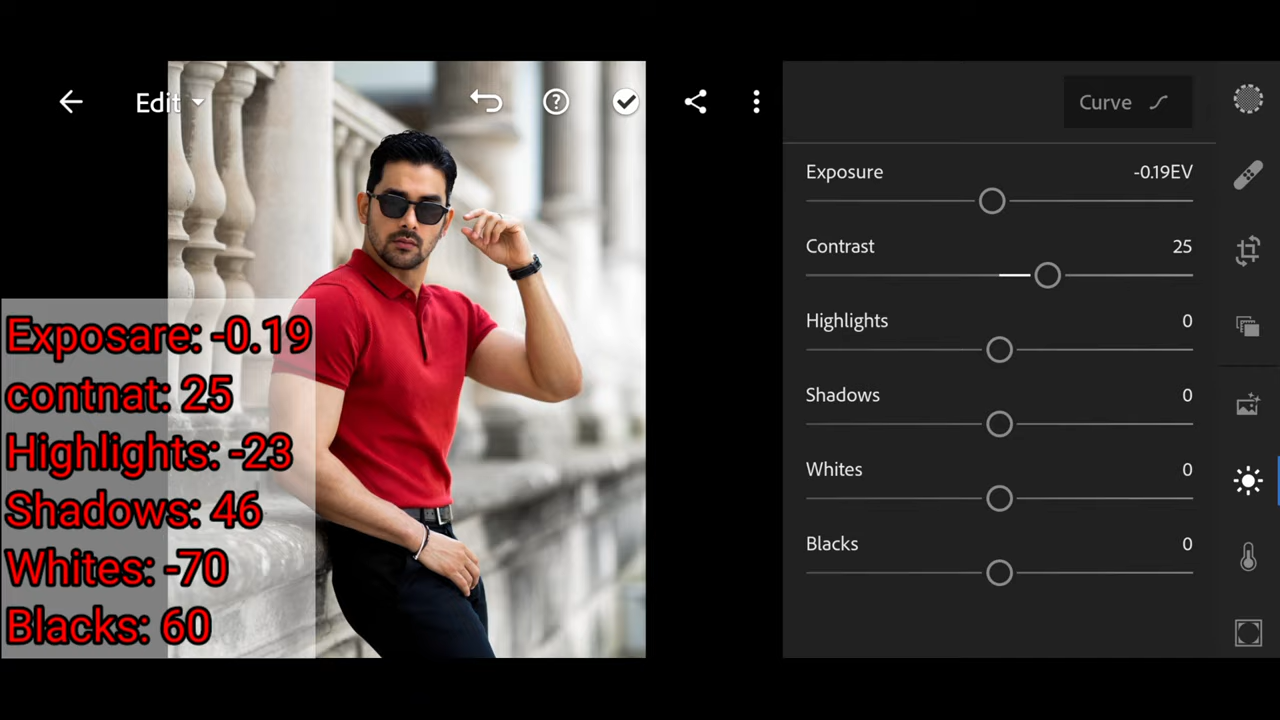 Edit
Curve
Exposure -0.19EV
Contrast 25
Highlights 0
Shadows 0
Whites 0
Blacks 0
Exposare: -0.19
contnat: 25
Highlights: -23
Shadows: 46
Whites: -70
Blacks: 60